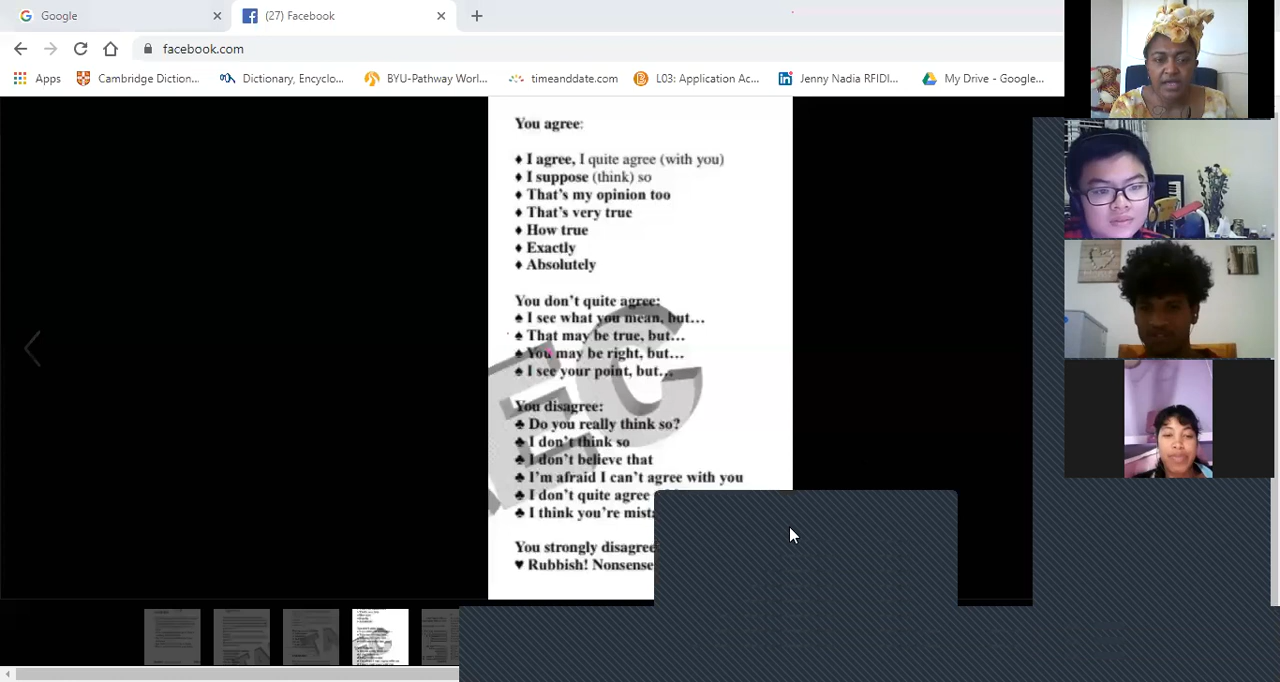 Google
(27) Facebook
facebook.com
Apps
Cambridge Diction...
Dictionary, Encyclo...
BYU-Pathway Worl...
timeanddate.com
L03: Application Ac...
Jenny Nadia RFIDI...
My Drive - Google...
You agree:
♦ I agree, I quite agree (with you)
♦ I suppose (think) so
♦ That's my opinion too
♦ That's very true
♦ How true
♦ Exactly
♦ Absolutely
You don't quite agree:
♠ I see what you mean, but…
♠ That may be true, but…
♠ You may be right, but…
♠ I see your point, but…
You disagree:
♣ Do you really think so?
♣ I don't think so
♣ I don't believe that
♣ I'm afraid I can't agree with you
♣ I don't quite agree
♣ I think you're
You strongly disagree
♥ Rubbish! Nonsense
EC